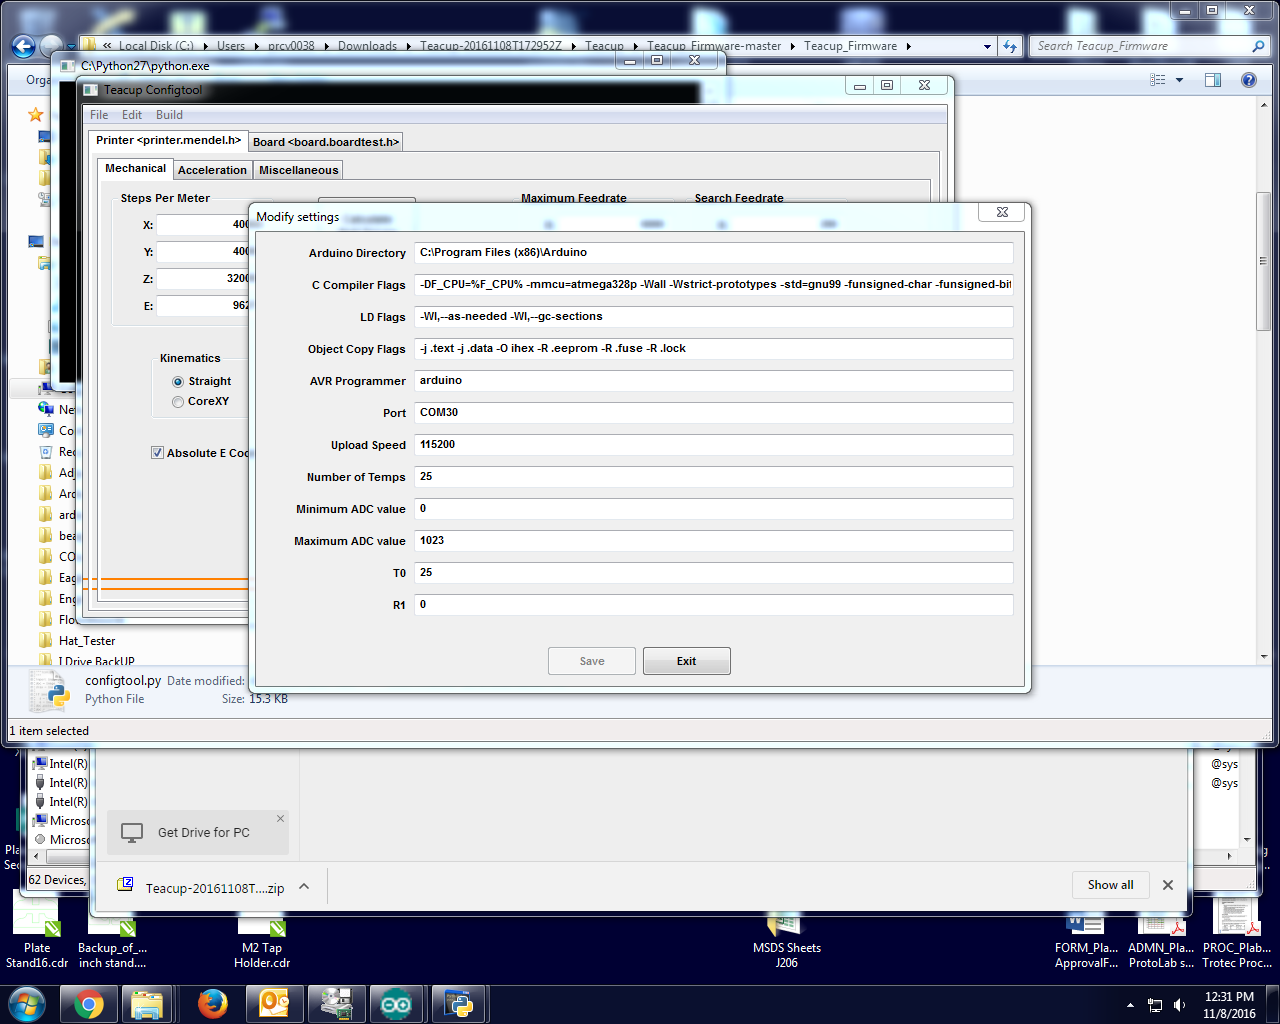 « Local Disk (C:) ▸ Users ▸ prcv0038 ▸ Downloads ▸ Teacup-20161108T172952Z ▸ Teacup ▸ Teacup_Firmware-master ▸ Teacup_Firmware ▸
Search Teacup_Firmware
C:\Python27\python.exe
Orga
Teacup Configtool
File Edit Build
Printer <printer.mendel.h> Board <board.boardtest.h>
Mechanical Acceleration Miscellaneous
Steps Per Meter Maximum Feedrate Search Feedrate
X: 400
Y: 400
Z: 3200
E: 962
Kinematics
Straight
CoreXY
Absolute E Coo
Modify settings
Arduino Directory C:\Program Files (x86)\Arduino
C Compiler Flags -DF_CPU=%F_CPU% -mmcu=atmega328p -Wall -Wstrict-prototypes -std=gnu99 -funsigned-char -funsigned-bit
LD Flags -Wl,--as-needed -Wl,--gc-sections
Object Copy Flags -j .text -j .data -O ihex -R .eeprom -R .fuse -R .lock
AVR Programmer arduino
Port COM30
Upload Speed 115200
Number of Temps 25
Minimum ADC value 0
Maximum ADC value 1023
T0 25
R1 0
Save Exit
Ne
Co
Rec
Adj
Ard
ard
bea
CO
Eag
Eng
Flo
Hat_Tester
I Drive BackUP
configtool.py Date modified:
Python File Size: 15.3 KB
1 item selected
Intel(R)
Intel(R)
Intel(R)
Microso
Microso
@sys
@sys
62 Devices,
Get Drive for PC
Teacup-20161108T....zip
Show all
Plate
Stand16.cdr
Backup_of_...
inch stand....
M2 Tap
Holder.cdr
MSDS Sheets
J206
FORM_Pla...
ApprovalF...
ADMN_Pla...
ProtoLab s...
PROC_Plab...
Trotec Proc...
12:31 PM
11/8/2016